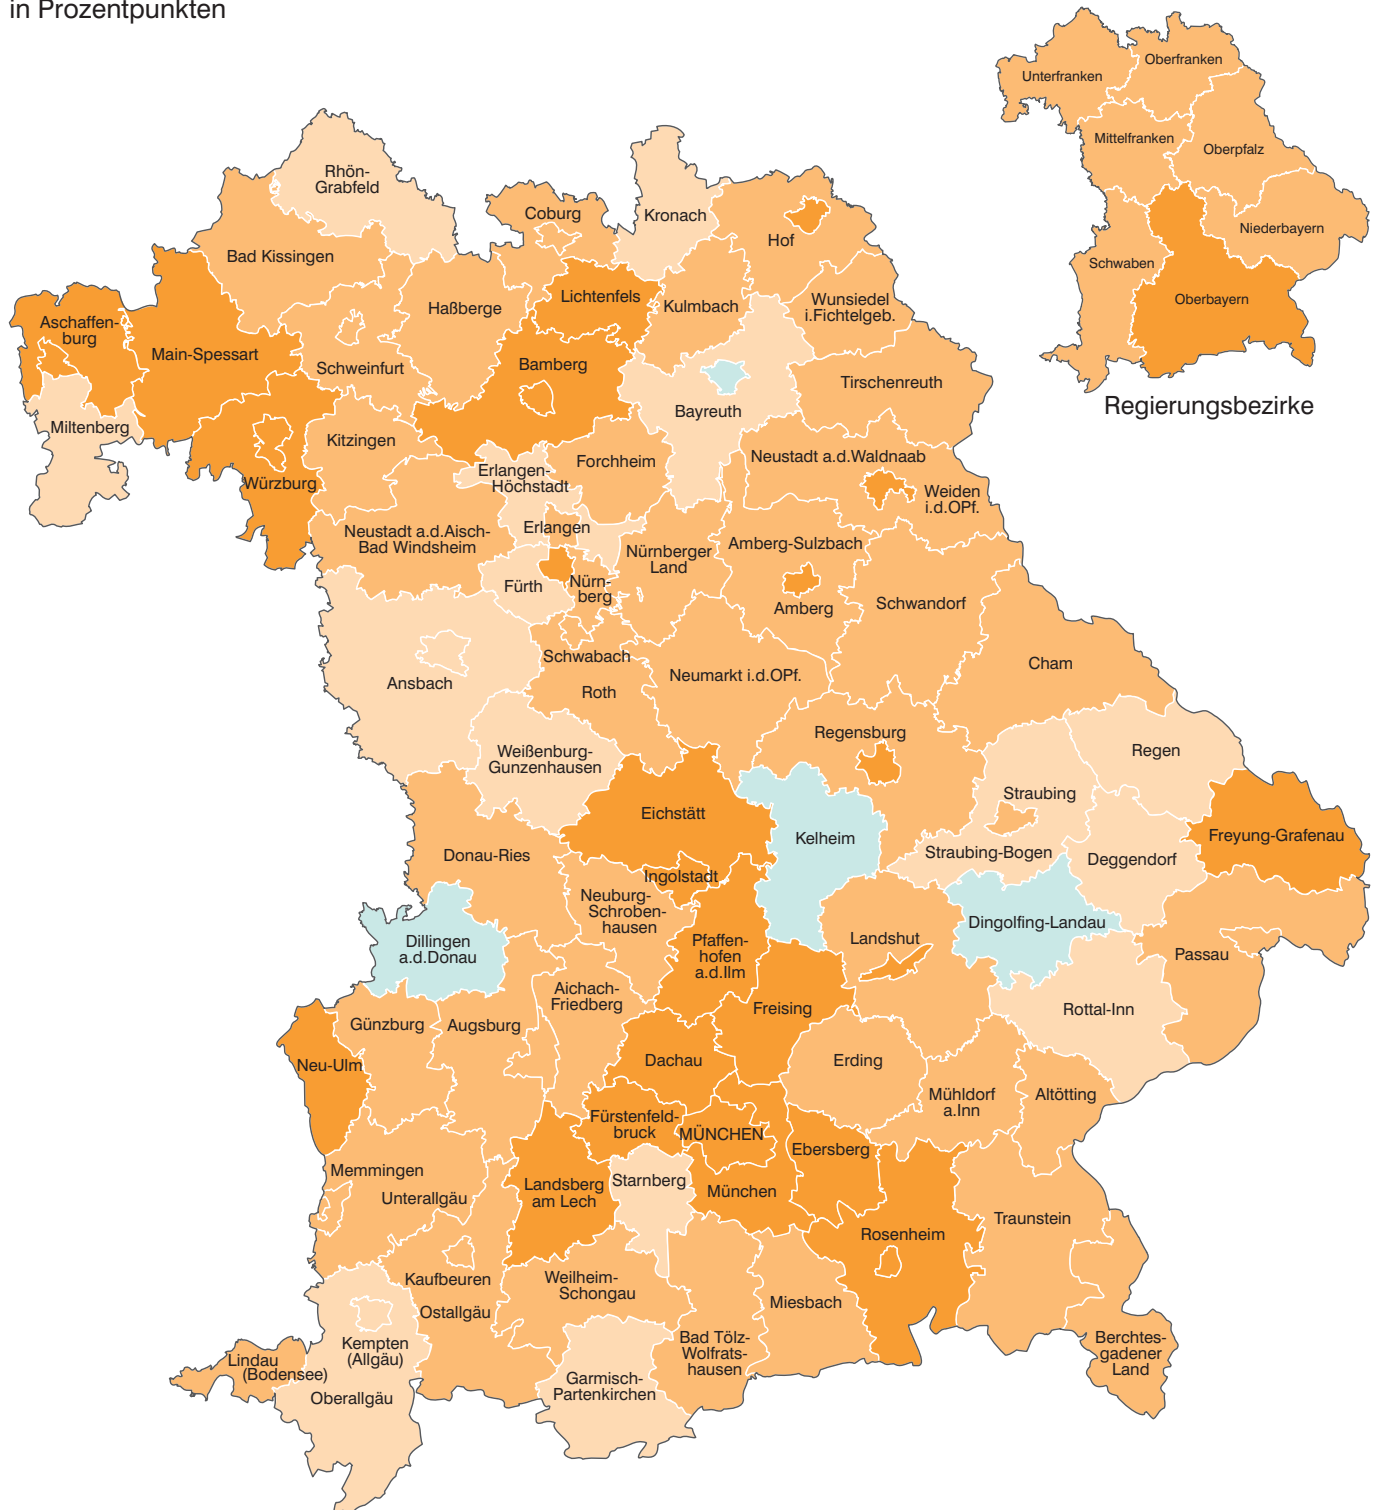 in Prozentpunkten
Unterfranken
Oberfranken
Mittelfranken
Oberpfalz
Niederbayern
Schwaben
Oberbayern
Regierungsbezirke
Rhön-
Grabfeld
Coburg
Kronach
Hof
Bad Kissingen
Lichtenfels
Kulmbach
Wunsiedel
i.Fichtelgeb.
Haßberge
Aschaffen-
burg
Main-Spessart
Schweinfurt
Bamberg
Tirschenreuth
Bayreuth
Miltenberg
Kitzingen
Würzburg
Erlangen-
Höchstadt
Forchheim
Neustadt a.d.Waldnaab
Weiden
i.d.OPf.
Neustadt a.d.Aisch-
Bad Windsheim
Erlangen
Nürnberger
Land
Amberg-Sulzbach
Fürth
Nürn-
berg
Amberg
Schwandorf
Schwabach
Cham
Ansbach
Roth
Neumarkt i.d.OPf.
Weißenburg-
Gunzenhausen
Regensburg
Regen
Straubing
Eichstätt
Kelheim
Freyung-Grafenau
Donau-Ries
Straubing-Bogen
Deggendorf
Ingolstadt
Neuburg-
Schroben-
hausen
Dingolfing-Landau
Dillingen
a.d.Donau
Pfaffen-
hofen
a.d.Ilm
Landshut
Passau
Aichach-
Friedberg
Freising
Rottal-Inn
Günzburg
Augsburg
Neu-Ulm
Dachau
Erding
Mühldorf
a.Inn
Altötting
Fürstenfeld-
bruck
MÜNCHEN
Ebersberg
Memmingen
Unterallgäu
Landsberg
am Lech
Starnberg
München
Traunstein
Rosenheim
Kaufbeuren
Weilheim-
Schongau
Ostallgäu
Miesbach
Kempten
(Allgäu)
Bad Tölz-
Wolfrats-
hausen
Berchtes-
gadener
Land
Lindau
(Bodensee)
Oberallgäu
Garmisch-
Partenkirchen